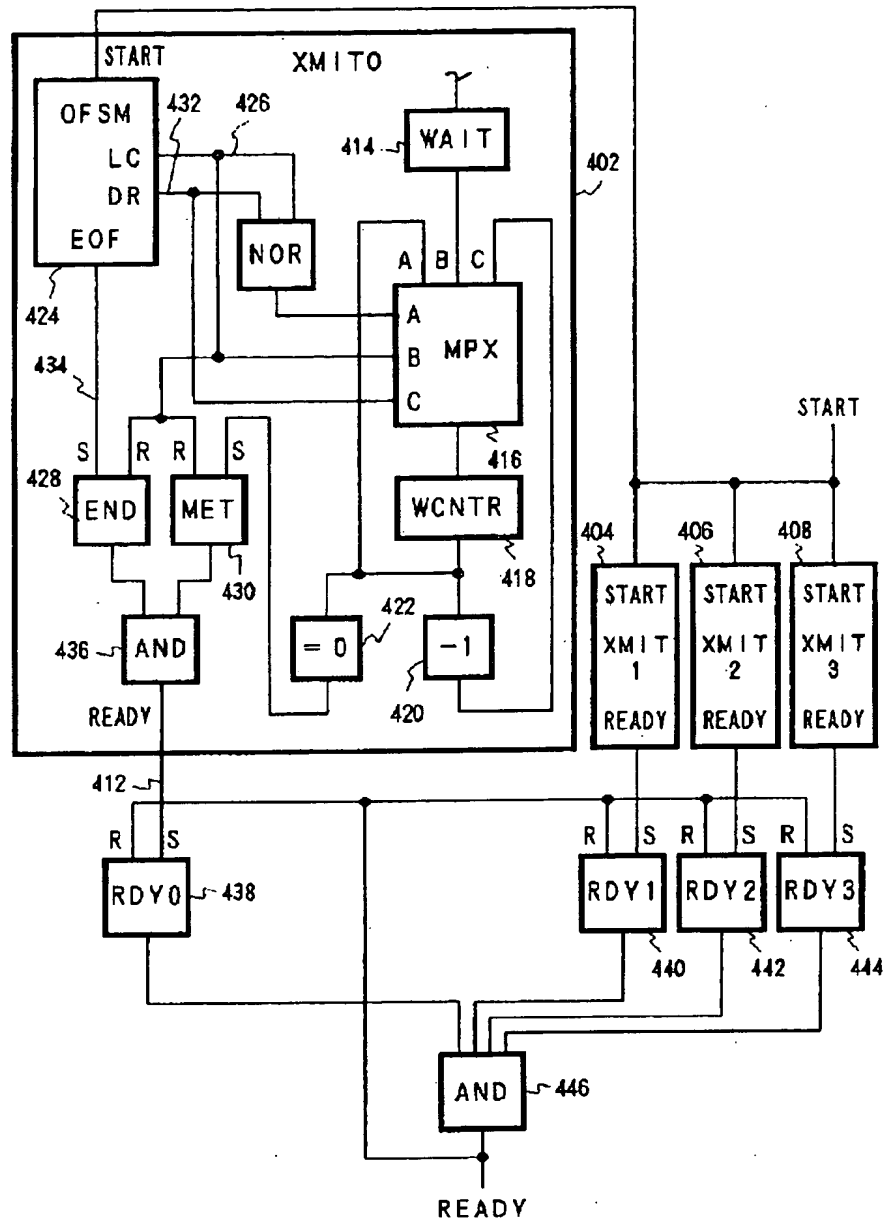 START
XMIT0
OFSM
LC
DR
EOF
432
426
414
WAIT
402
NOR
A
B
C
A
B
C
MPX
424
434
416
START
S
R
R
S
428
END
MET
430
WCNTR
418
404
406
408
436
AND
= 0
422
-1
420
START
XMIT
1
READY
START
XMIT
2
READY
START
XMIT
3
READY
READY
412
R
S
R
S
R
S
R
S
RDY0
438
RDY1
RDY2
RDY3
440
442
444
AND
446
READY